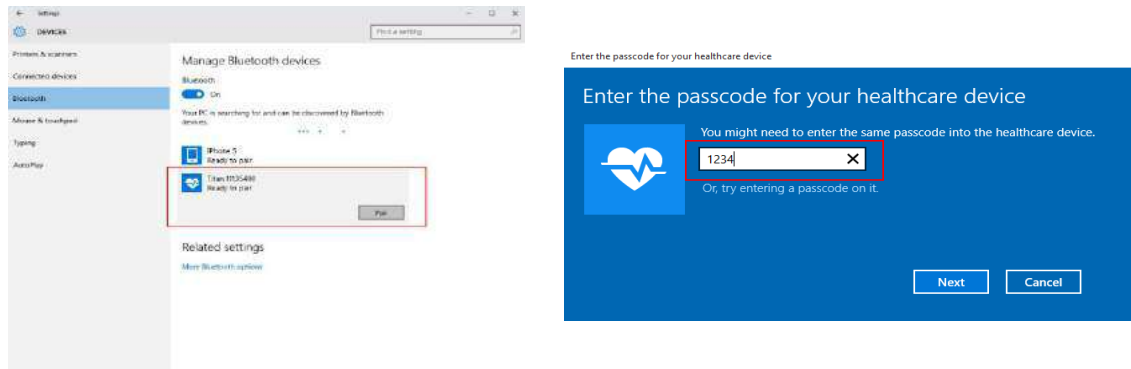 Settings
DEVICES
Find a setting
Printers & scanners
Connected devices
Bluetooth
Mouse & touchpad
Typing
AutoPlay
Manage Bluetooth devices
Bluetooth
On
Your PC is searching for and can be discovered by Bluetooth
devices.
iPhone 5
Ready to pair
Titan
Ready to pair
Pair
Related settings
More Bluetooth options
Enter the passcode for your healthcare device
Enter the passcode for your healthcare device
You might need to enter the same passcode into the healthcare device.
1234
Or, try entering a passcode on it.
Next
Cancel